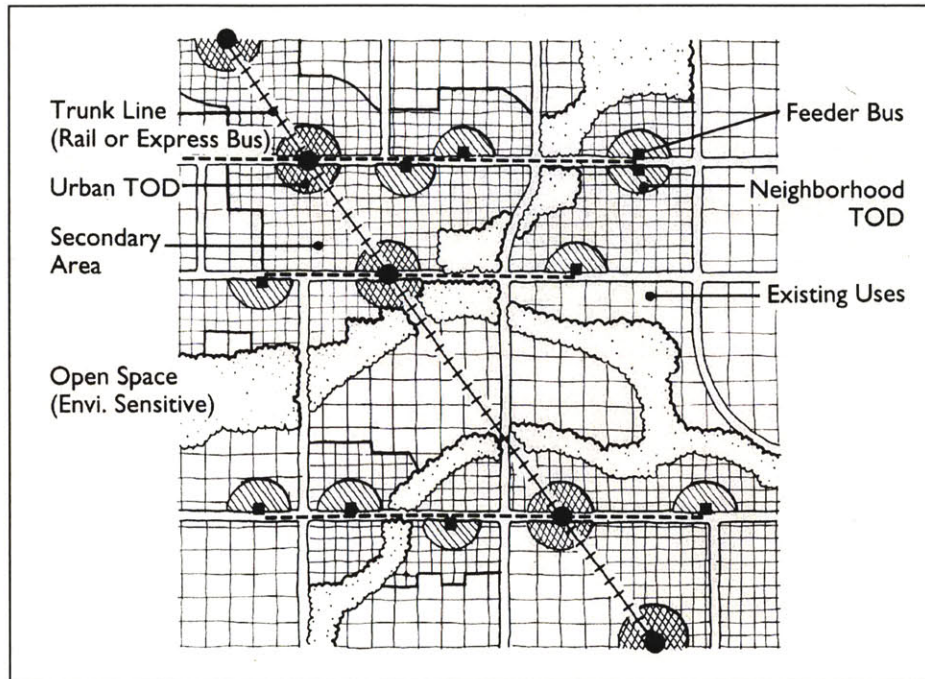 Trunk Line
(Rail or Express Bus)
Urban TOD
Secondary
Area
Open Space
(Envi. Sensitive)
Feeder Bus
Neighborhood
TOD
Existing Uses